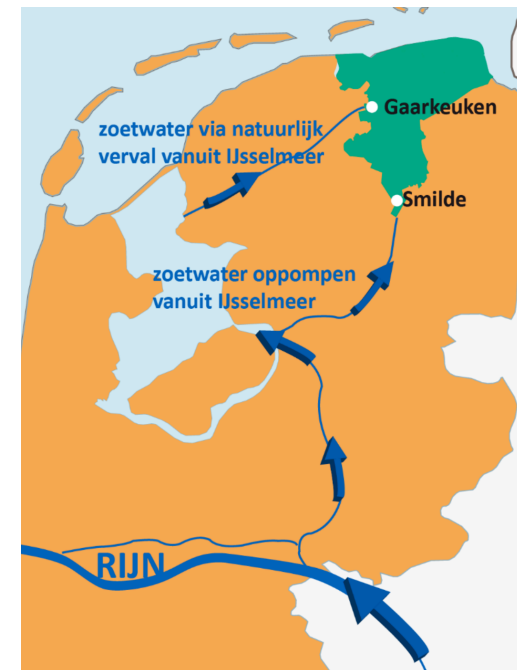 Gaarkeuken
zoetwater via natuurlijk
verval vanuit IJsselmeer
Smilde
zoetwater oppompen
vanuit IJsselmeer
RIJN